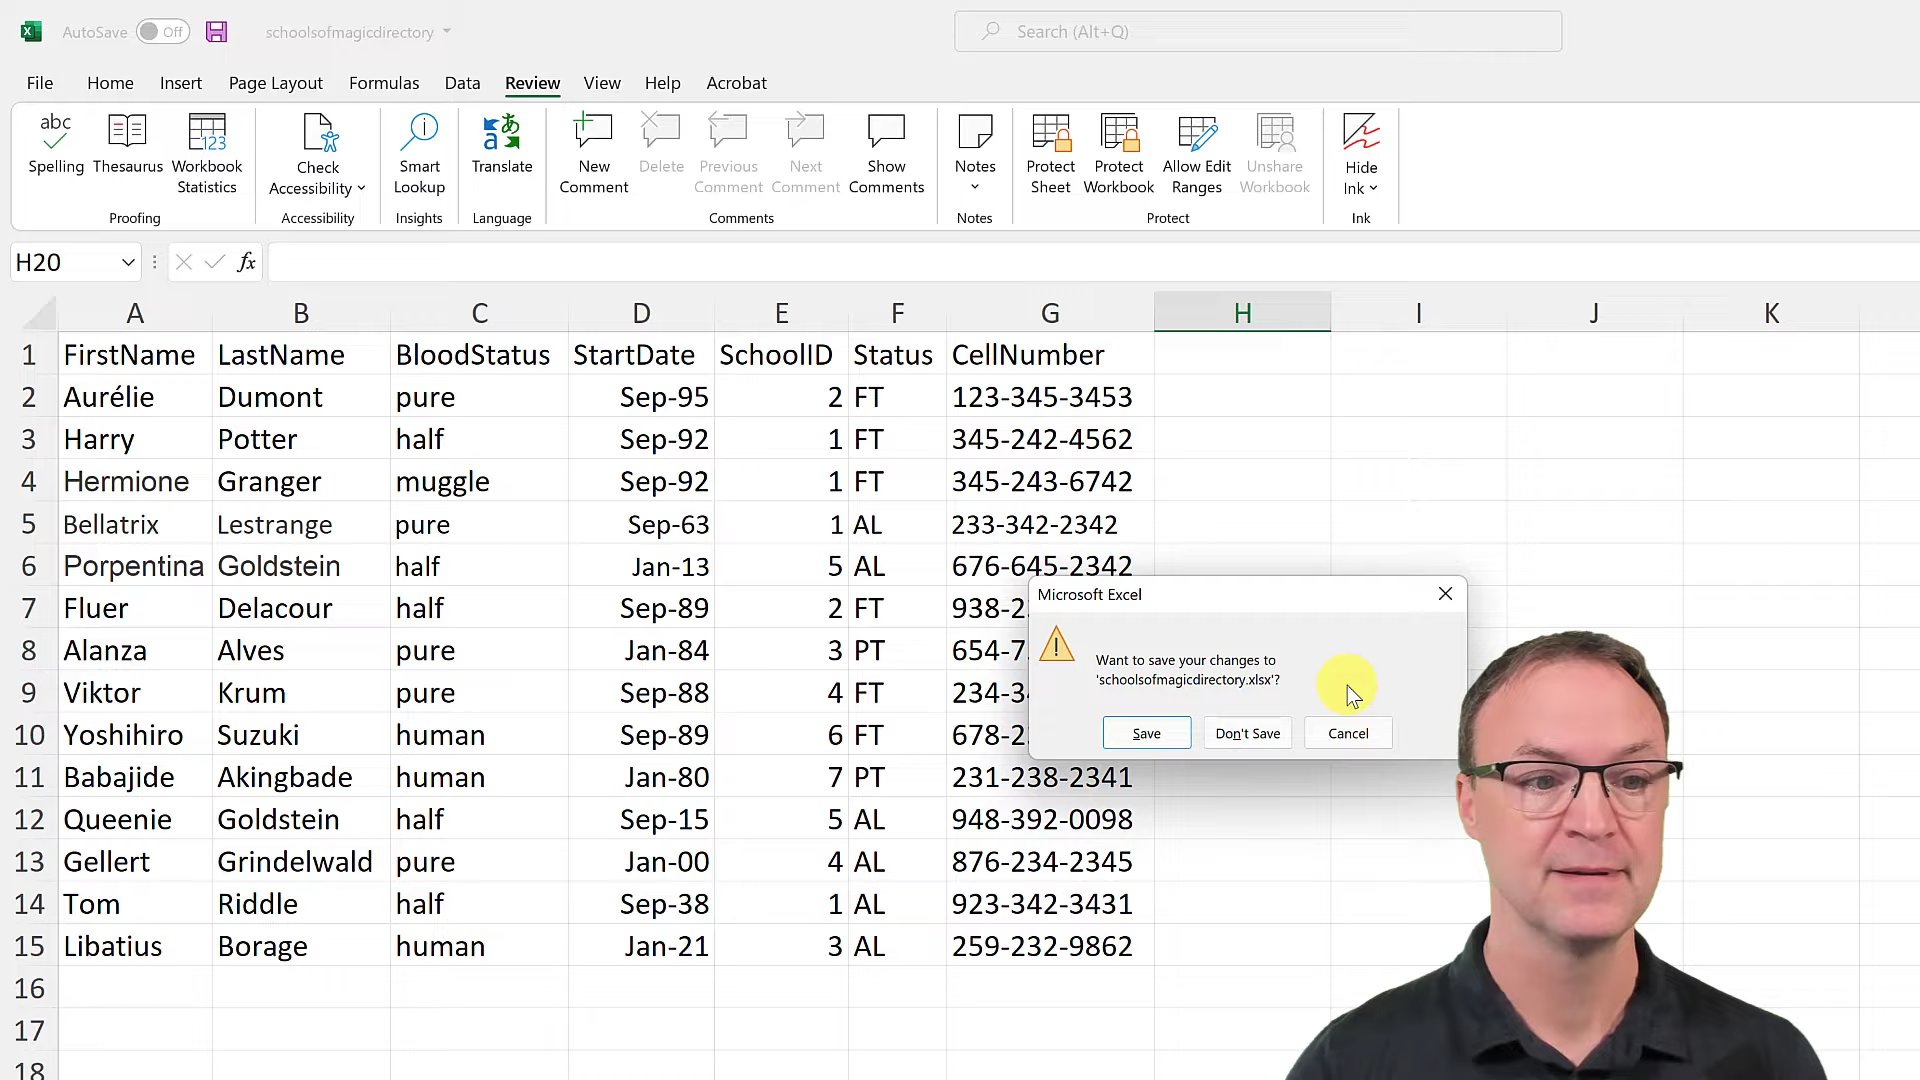 AutoSave Off schoolsofmagicdirectory Search (Alt+Q)
File Home Insert Page Layout Formulas Data Review View Help Acrobat
abc Spelling
Thesaurus
123 Workbook Statistics
Proofing
Check Accessibility
Accessibility
Smart Lookup
Insights
Translate
Language
New Comment
Delete
Previous Comment
Next Comment
Show Comments
Comments
Notes
Notes
Protect Sheet
Protect Workbook
Allow Edit Ranges
Unshare Workbook
Protect
Hide Ink
Ink
H20 fx
A B C D E F G H I J K
1 FirstName LastName BloodStatus StartDate SchoolID Status CellNumber
2 Aurélie Dumont pure Sep-95 2 FT 123-345-3453
3 Harry Potter half Sep-92 1 FT 345-242-4562
4 Hermione Granger muggle Sep-92 1 FT 345-243-6742
5 Bellatrix Lestrange pure Sep-63 1 AL 233-342-2342
6 Porpentina Goldstein half Jan-13 5 AL 676-645-2342
7 Fluer Delacour half Sep-89 2 FT
8 Alanza Alves pure Jan-84 3 PT
9 Viktor Krum pure Sep-88 4 FT
10 Yoshihiro Suzuki human Sep-89 6 FT
11 Babajide Akingbade human Jan-80 7 PT 231-238-2341
12 Queenie Goldstein half Sep-15 5 AL 948-392-0098
13 Gellert Grindelwald pure Jan-00 4 AL 876-234-2345
14 Tom Riddle half Sep-38 1 AL 923-342-3431
15 Libatius Borage human Jan-21 3 AL 259-232-9862
16
17
18
Microsoft Excel
Want to save your changes to
'schoolsofmagicdirectory.xlsx'?
Save Don't Save Cancel